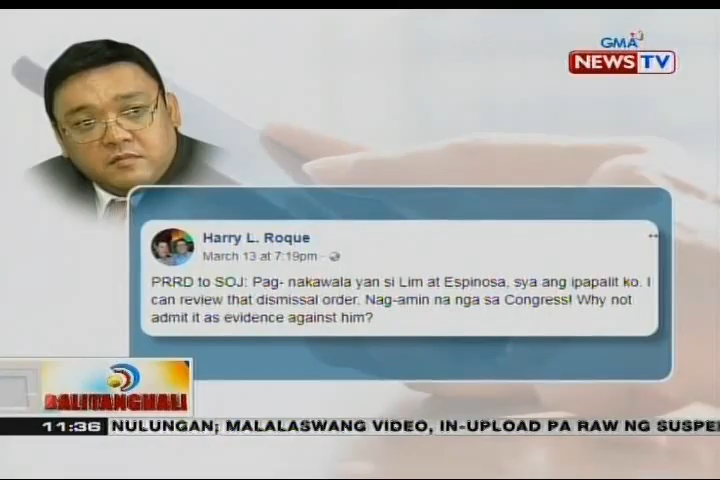 GMA
NEWS TV
Harry L. Roque
March 13 at 7:19pm
PRRD to SOJ: Pag- nakawala yan si Lim at Espinosa, sya ang ipapalit ko. I
can review that dismissal order. Nag-amin na nga sa Congress! Why not
admit it as evidence against him?
BALITANGHALI
11:36 NULUNGAN; MALALASWANG VIDEO, IN-UPLOAD PA RAW NG SUSPE